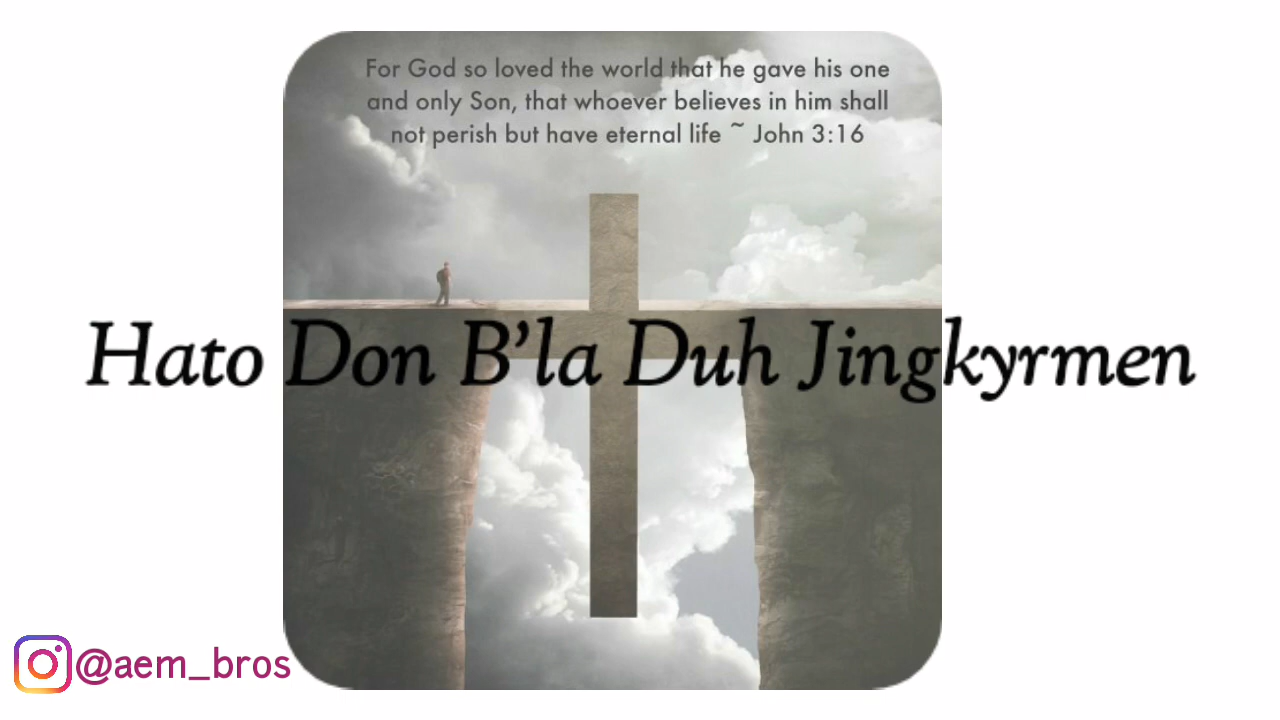 For God so loved the world that he gave his one
and only Son, that whoever believes in him shall
not perish but have eternal life ~ John 3:16
Hato Don B'la Duh Jingkyrmen
@aem_bros